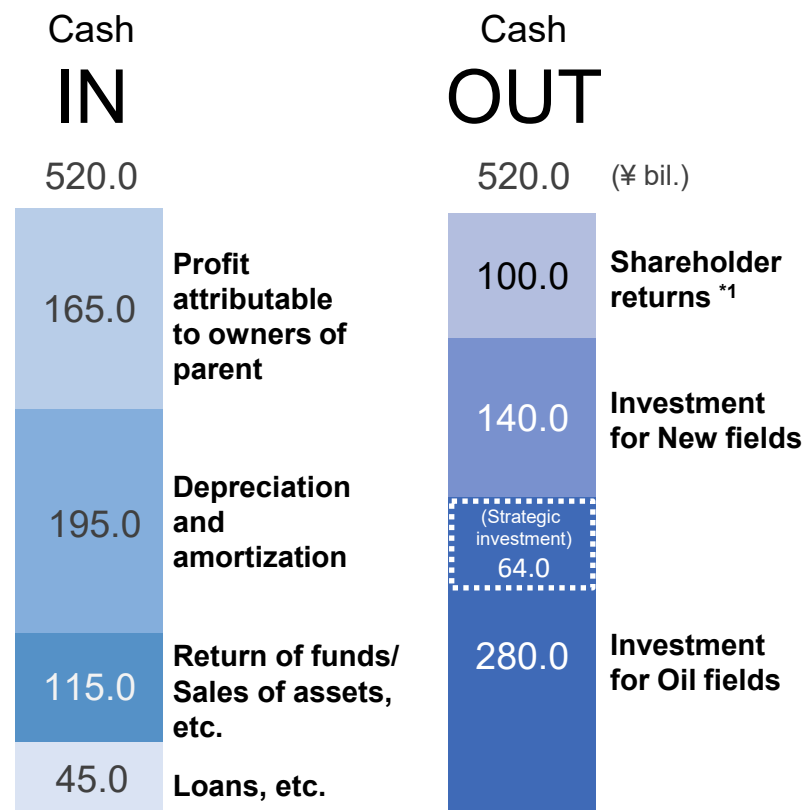 Cash
IN
520.0
165.0
Profit
attributable
to owners of
parent
195.0
Depreciation
and
amortization
115.0
Return of funds/
Sales of assets,
etc.
45.0
Loans, etc.
Cash
OUT
520.0 (¥ bil.)
100.0
Shareholder
returns *1
140.0
Investment
for New fields
(Strategic
investment)
64.0
280.0
Investment
for Oil fields